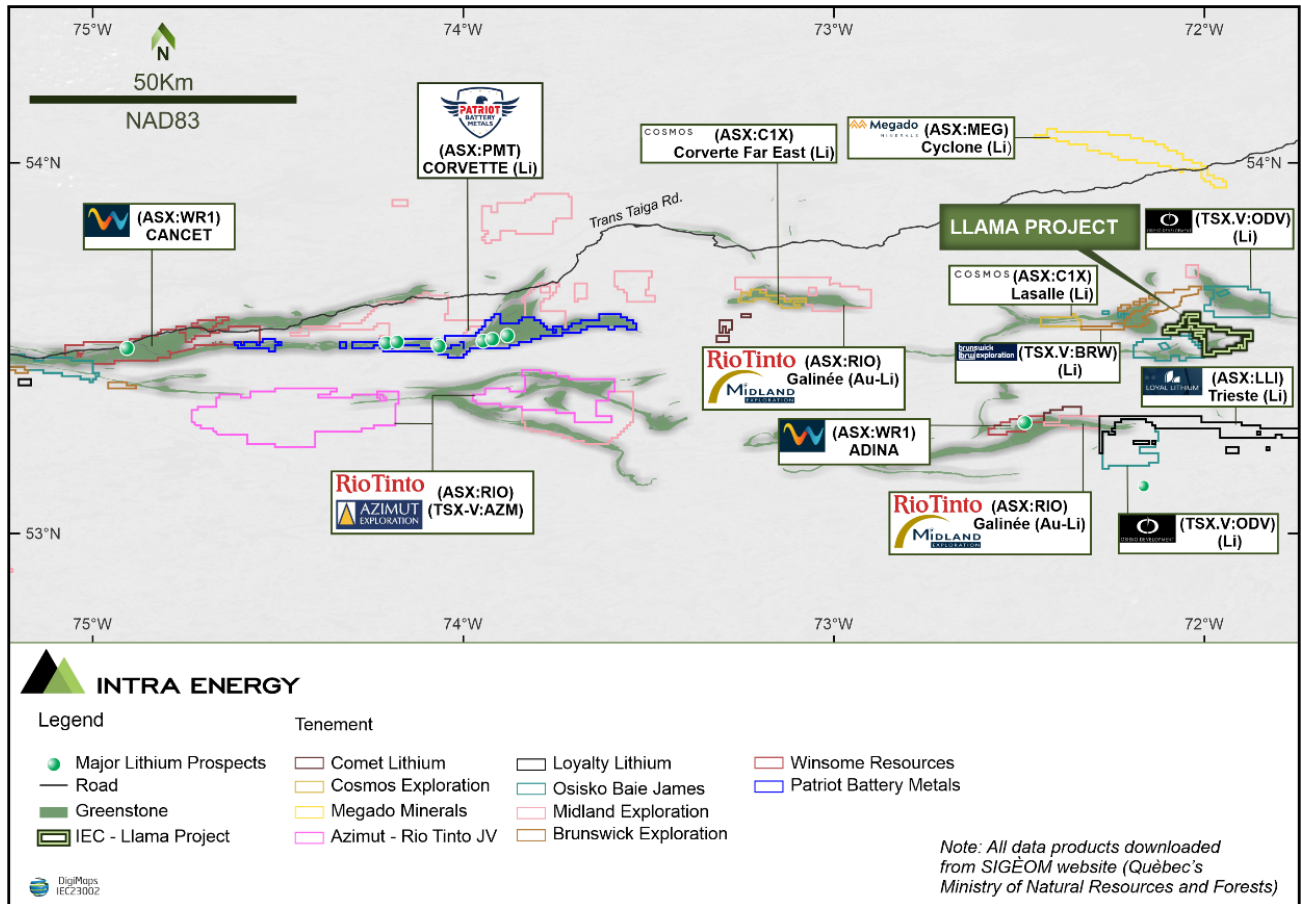 75°W
74°W
73°W
72°W
N
50Km
NAD83
PATRIOT
BATTERY
METALS
(ASX:PMT)
CORVETTE (Li)
COSMOS
(ASX:C1X)
Corverte Far East (Li)
Megado
MINERALS
(ASX:MEG)
Cyclone (Li)
54°N
54°N
(ASX:WR1)
CANCET
Trans Taiga Rd.
LLAMA PROJECT
(TSX.V:ODV)
(Li)
COSMOS
(ASX:C1X)
Lasalle (Li)
RioTinto
MIDLAND
EXPLORATION
(ASX:RIO)
Galinée (Au-Li)
brunswick
brw exploration
(TSX.V:BRW)
(Li)
LOYAL LITHIUM
(ASX:LLI)
Trieste (Li)
(ASX:WR1)
ADINA
RioTinto
AZIMUT
EXPLORATION
(ASX:RIO)
(TSX-V:AZM)
RioTinto
MIDLAND
EXPLORATION
(ASX:RIO)
Galinée (Au-Li)
OSISKO DEVELOPMENT
(TSX.V:ODV)
(Li)
53°N
53°N
75°W
74°W
73°W
72°W
INTRA ENERGY
Legend
Major Lithium Prospects
Road
Greenstone
IEC - Llama Project
Tenement
Comet Lithium
Cosmos Exploration
Megado Minerals
Azimut - Rio Tinto JV
Loyalty Lithium
Osisko Baie James
Midland Exploration
Brunswick Exploration
Winsome Resources
Patriot Battery Metals
Note: All data products downloaded
from SIGÈOM website (Quèbec's
Ministry of Natural Resources and Forests)
DigiMaps
IEC23002